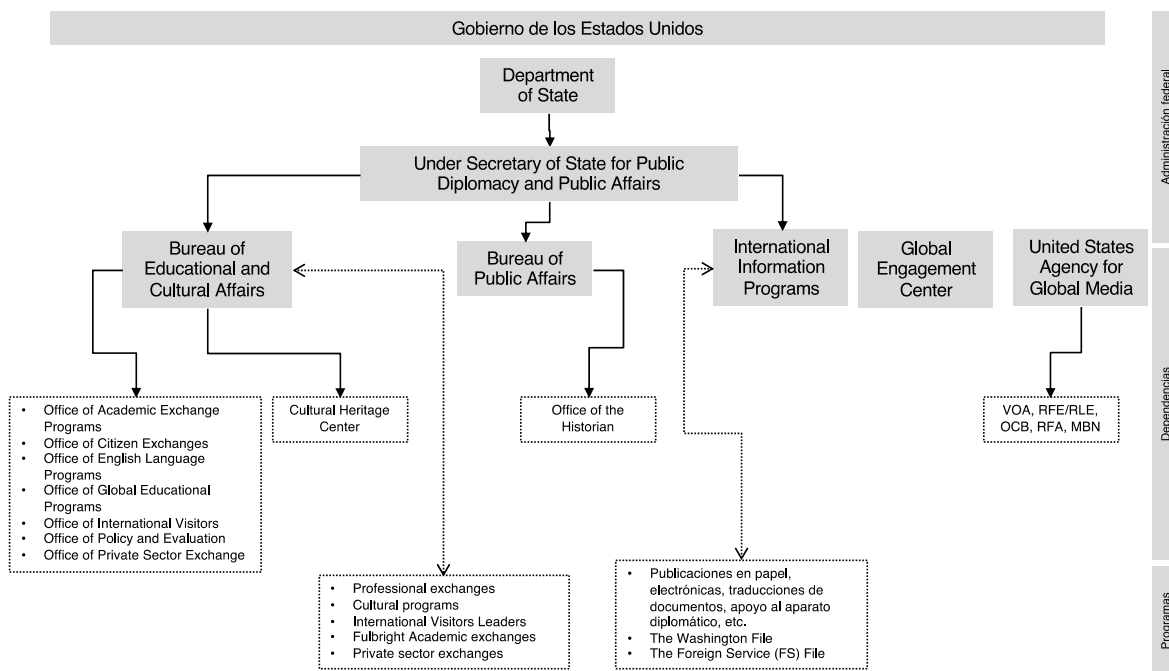 Gobierno de los Estados Unidos
Department
of State
Under Secretary of State for Public
Diplomacy and Public Affairs
Bureau of
Educational and
Cultural Affairs
Bureau of
Public Affairs
International
Information
Programs
Global
Engagement
Center
United States
Agency for
Global Media
• Office of Academic Exchange
Programs
• Office of Citizen Exchanges
• Office of English Language
Programs
• Office of Global Educational
Programs
• Office of International Visitors
• Office of Policy and Evaluation
• Office of Private Sector Exchange
Cultural Heritage
Center
Office of the
Historian
VOA, RFE/RLE,
OCB, RFA, MBN
• Professional exchanges
• Cultural programs
• International Visitors Leaders
• Fulbright Academic exchanges
• Private sector exchanges
• Publicaciones en papel,
electrónicas, traducciones de
documentos, apoyo al aparato
diplomático, etc.
• The Washington File
• The Foreign Service (FS) File
Administración federal
Dependencias
Programas